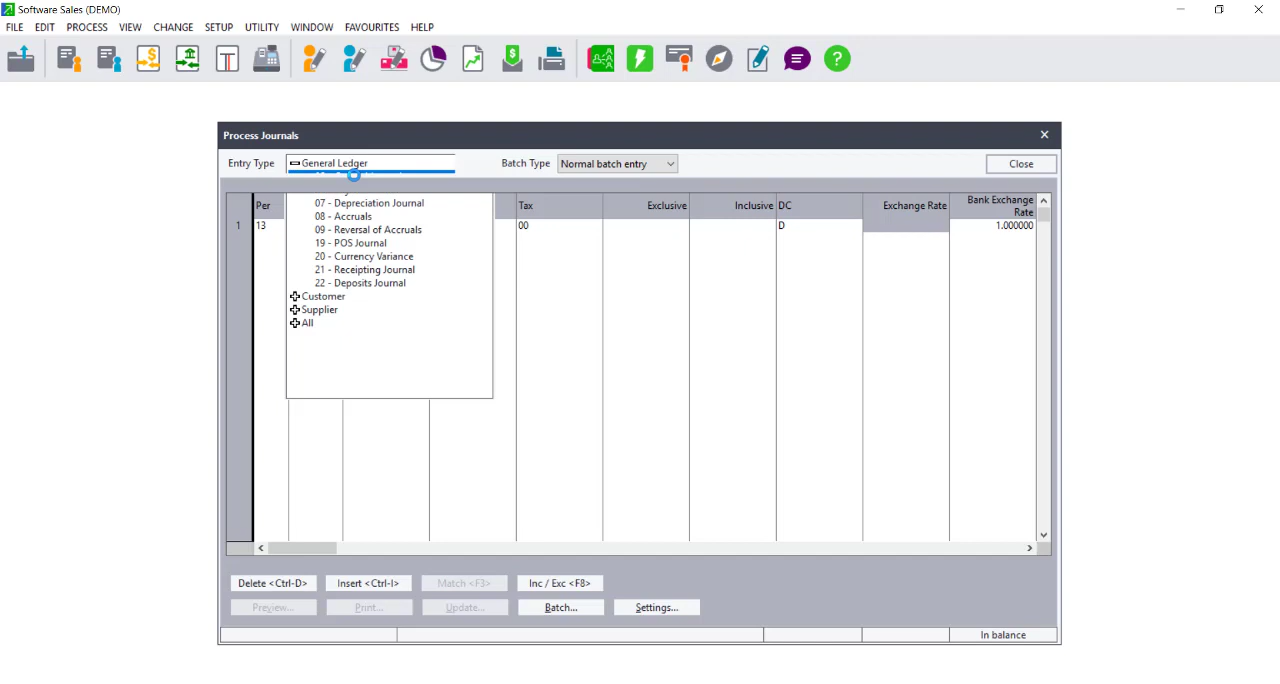 Software Sales (DEMO)
FILE EDIT PROCESS VIEW CHANGE SETUP UTILITY WINDOW FAVOURITES HELP
Process Journals
Entry Type General Ledger Batch Type Normal batch entry Close
Per Tax Exclusive Inclusive DC Exchange Rate Bank Exchange Rate
1 13 00 D 1.000000
07 - Depreciation Journal
08 - Accruals
09 - Reversal of Accruals
19 - POS Journal
20 - Currency Variance
21 - Receipting Journal
22 - Deposits Journal
Customer
Supplier
All
Delete <Ctrl-D> Insert <Ctrl-I> Match <F3> Inc / Exc <F8>
Preview... Print... Update... Batch... Settings...
In balance